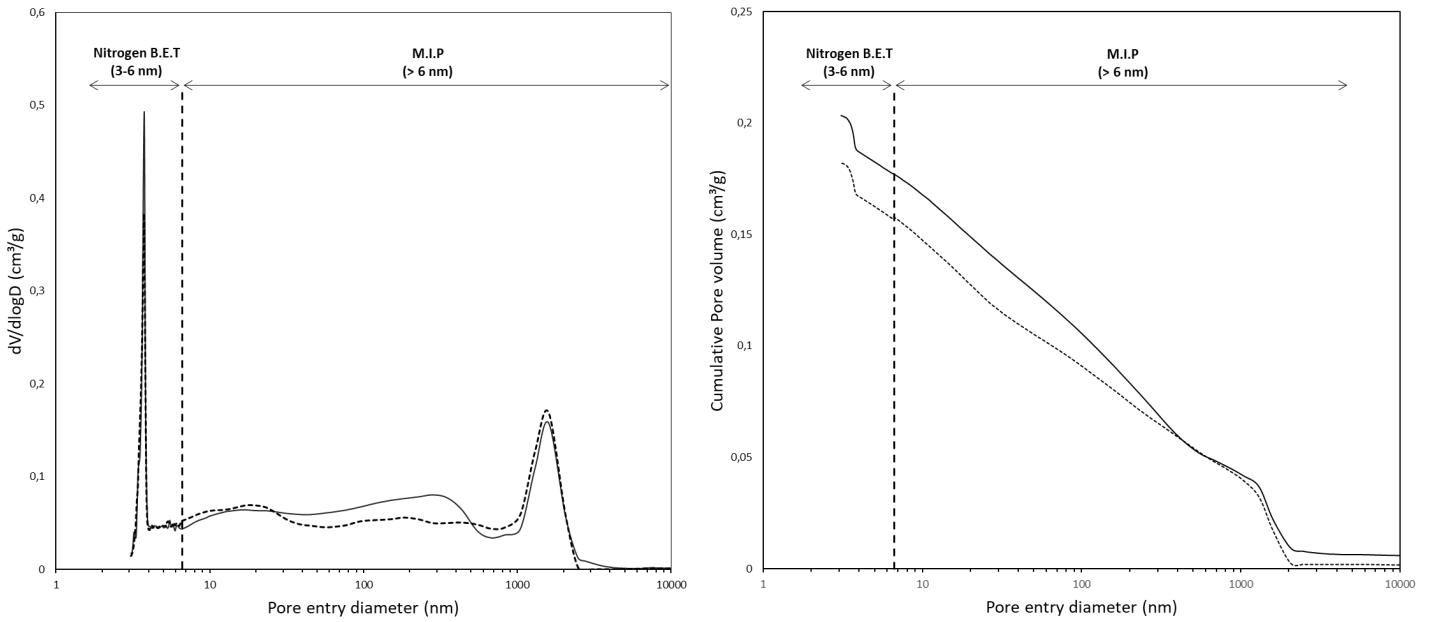 0,6
Nitrogen B.E.T
(3-6 nm)
M.I.P
(> 6 nm)
0,5
0,4
0,3
0,2
0,1
0
dV/dlogD (cm³/g)
1
10
100
1000
10000
Pore entry diameter (nm)
0,25
Nitrogen B.E.T
(3-6 nm)
M.I.P
(> 6 nm)
0,2
0,15
0,1
0,05
0
Cumulative Pore volume (cm³/g)
1
10
100
1000
10000
Pore entry diameter (nm)